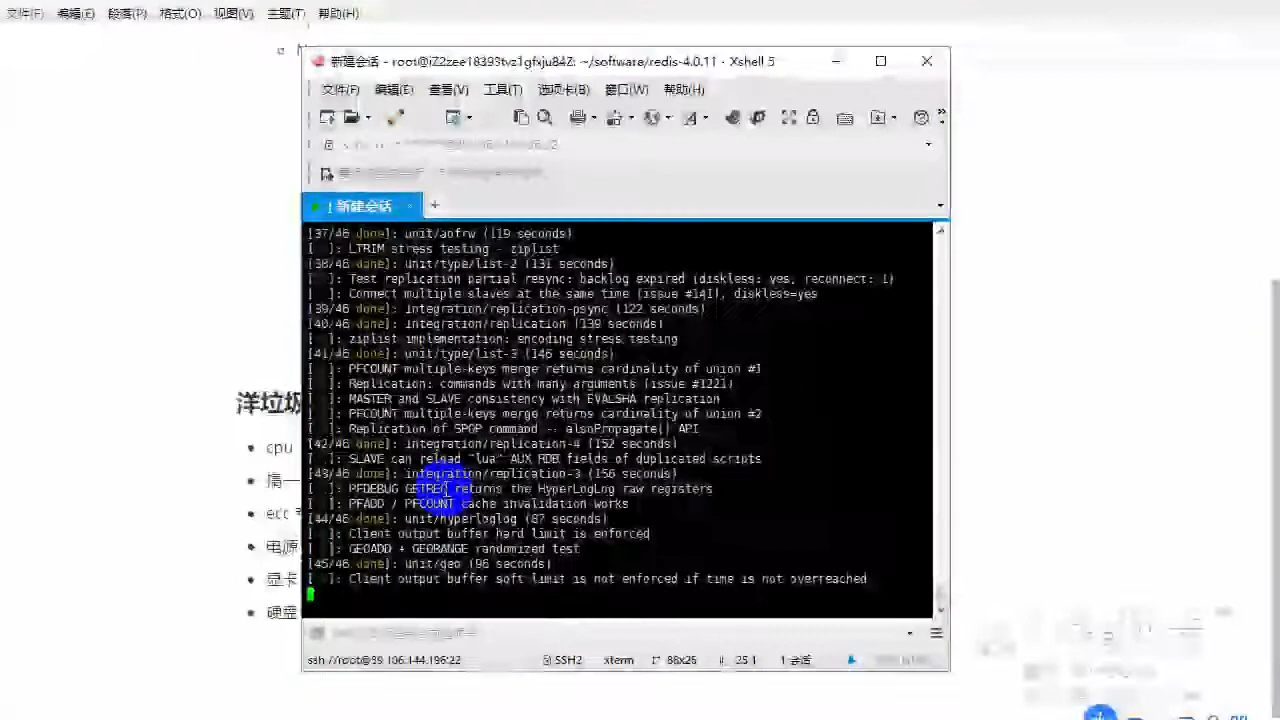 文件(F) 编辑(E) 段落(P) 格式(O) 视图(V) 主题(T) 帮助(H)
新建会话 - root@iZ2zee18393tvz1gfxju84Z: ~/software/redis-4.0.11 - Xshell 5
文件(F) 编辑(E) 查看(V) 工具(T) 选项卡(B) 窗口(W) 帮助(H)
新建会话
[37/46 done]: unit/aofrw (119 seconds)
[ ]: LTRIM stress testing - ziplist
[38/46 done]: unit/type/list-2 (131 seconds)
[ ]: Test replication partial resync: backlog expired (diskless: yes, reconnect: 1)
[ ]: Connect multiple slaves at the same time (issue #141), diskless=yes
[39/46 done]: integration/replication-psync (122 seconds)
[40/46 done]: integration/replication (139 seconds)
[ ]: ziplist implementation: encoding stress testing
[41/46 done]: unit/type/list-3 (146 seconds)
[ ]: PFCOUNT multiple-keys merge returns cardinality of union #1
[ ]: Replication: commands with many arguments (issue #1221)
[ ]: MASTER and SLAVE consistency with EVALSHA replication
[ ]: PFCOUNT multiple-keys merge returns cardinality of union #2
[ ]: Replication of SPOP command -- alsoPropagate() API
[42/46 done]: integration/replication-4 (152 seconds)
[ ]: SLAVE can reload "lua" AUX RDB fields of duplicated scripts
[43/46 done]: integration/replication-3 (156 seconds)
[ ]: PFDEBUG GETREG returns the HyperLogLog raw registers
[ ]: PFADD / PFCOUNT cache invalidation works
[44/46 done]: unit/hyperloglog (87 seconds)
[ ]: Client output buffer hard limit is enforced
[ ]: GEOADD + GEORANGE randomized test
[45/46 done]: unit/geo (96 seconds)
[ ]: Client output buffer soft limit is not enforced if time is not overreached
洋垃圾
cpu
搞一
ecc
电源
显卡
硬盘
ssh://root@39.106.144.196:22 SSH2 xterm 88x26 25,1 1 会话